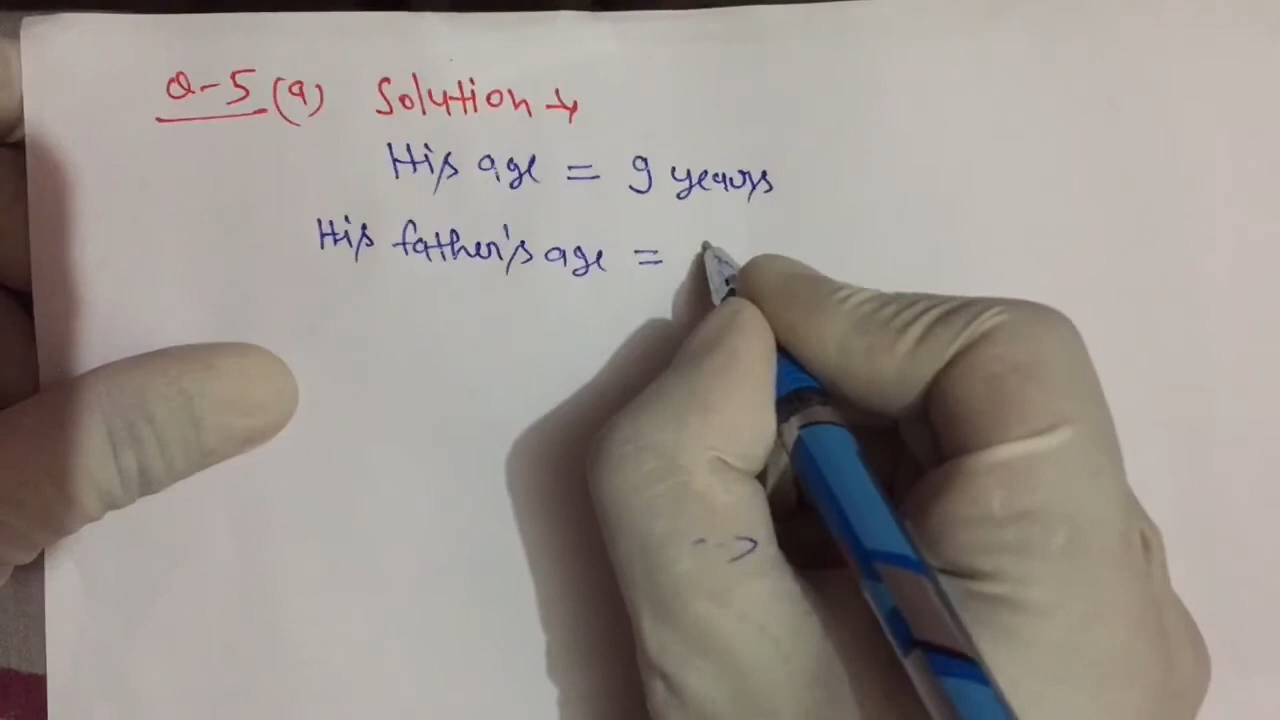 Q-5 (a) Solution →
His age = 9 years
His father's age =